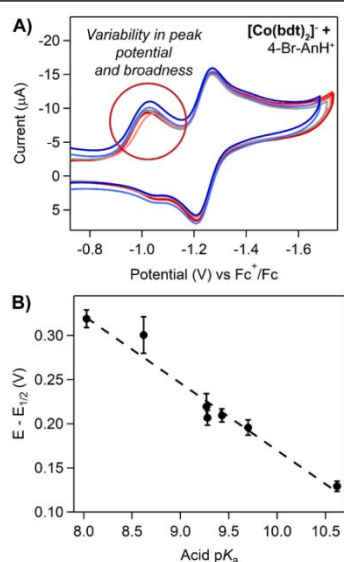 A)
Variability in peak
potential
and broadness
[Co(bdt)₂]⁻ +
4-Br-AnH⁺
Current (μA)
-20
-15
-10
-5
0
5
-0.8
-1.0
-1.2
-1.4
-1.6
Potential (V) vs Fc⁺/Fc
B)
E - E₁/₂ (V)
0.30
0.25
0.20
0.15
0.10
8.0
8.5
9.0
9.5
10.0
10.5
Acid pKₐ